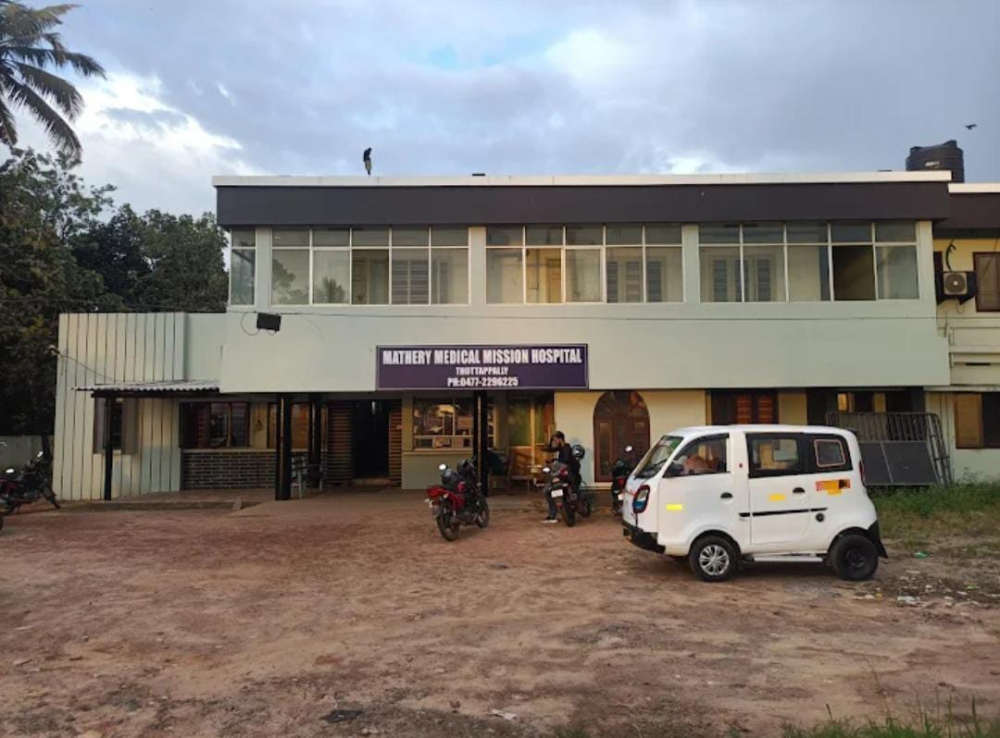 MATHERY MEDICAL MISSION HOSPITAL
THOTTAPPALLY
PH:0477-2296225